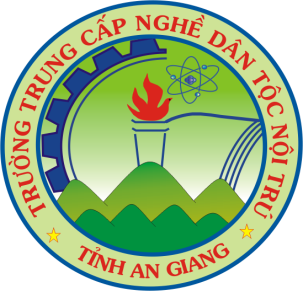 TRƯỜNG TRUNG CẤP NGHỀ DÂN TỘC NỘI TRÚ
TỈNH AN GIANG